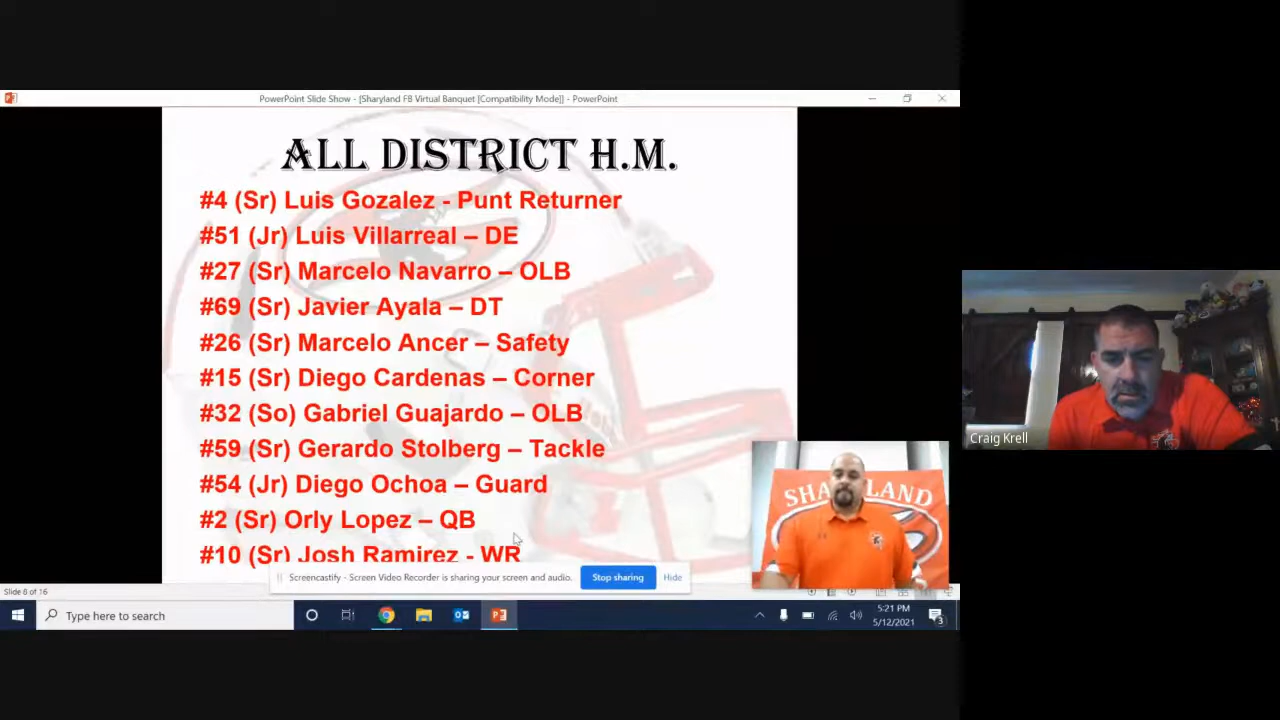 PowerPoint Slide Show - [Sharyland FB Virtual Banquet [Compatibility Mode]] - PowerPoint
ALL DISTRICT H.M.
#4 (Sr) Luis Gozalez - Punt Returner
#51 (Jr) Luis Villarreal – DE
#27 (Sr) Marcelo Navarro – OLB
#69 (Sr) Javier Ayala – DT
#26 (Sr) Marcelo Ancer – Safety
#15 (Sr) Diego Cardenas – Corner
#32 (So) Gabriel Guajardo – OLB
#59 (Sr) Gerardo Stolberg – Tackle
#54 (Jr) Diego Ochoa – Guard
#2 (Sr) Orly Lopez – QB
#10 (Sr) Josh Ramirez - WR
Craig Krell
SHARYLAND
Screencastify - Screen Video Recorder is sharing your screen and audio.
Stop sharing
Hide
Slide 8 of 16
Type here to search
5:21 PM
5/12/2021
3